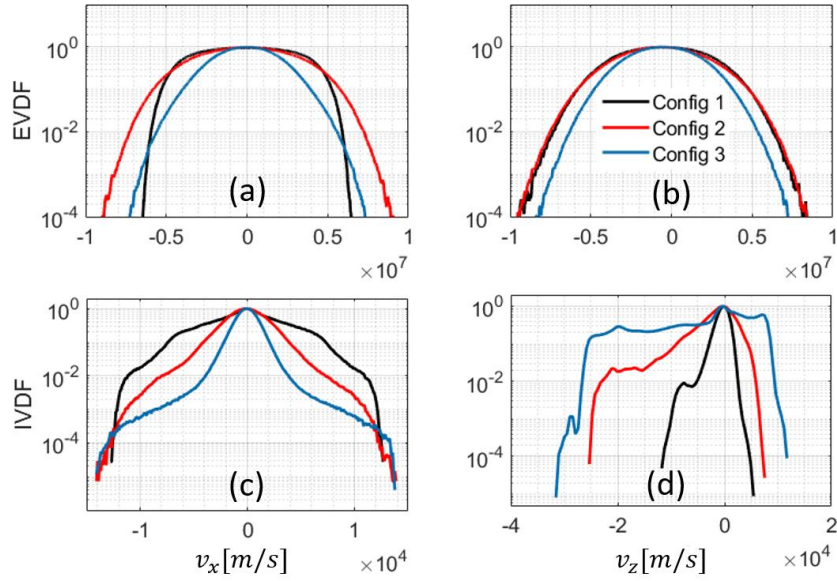 EVDF
10^0
10^-2
10^-4
(a)
-1 -0.5 0 0.5 1
×10^7
10^0
10^-2
10^-4
Config 1
Config 2
Config 3
(b)
-1 -0.5 0 0.5 1
×10^7
IVDF
10^0
10^-2
10^-4
(c)
-1 0 1
×10^4
v_x[m/s]
10^0
10^-2
10^-4
(d)
-4 -2 0 2
×10^4
v_z[m/s]